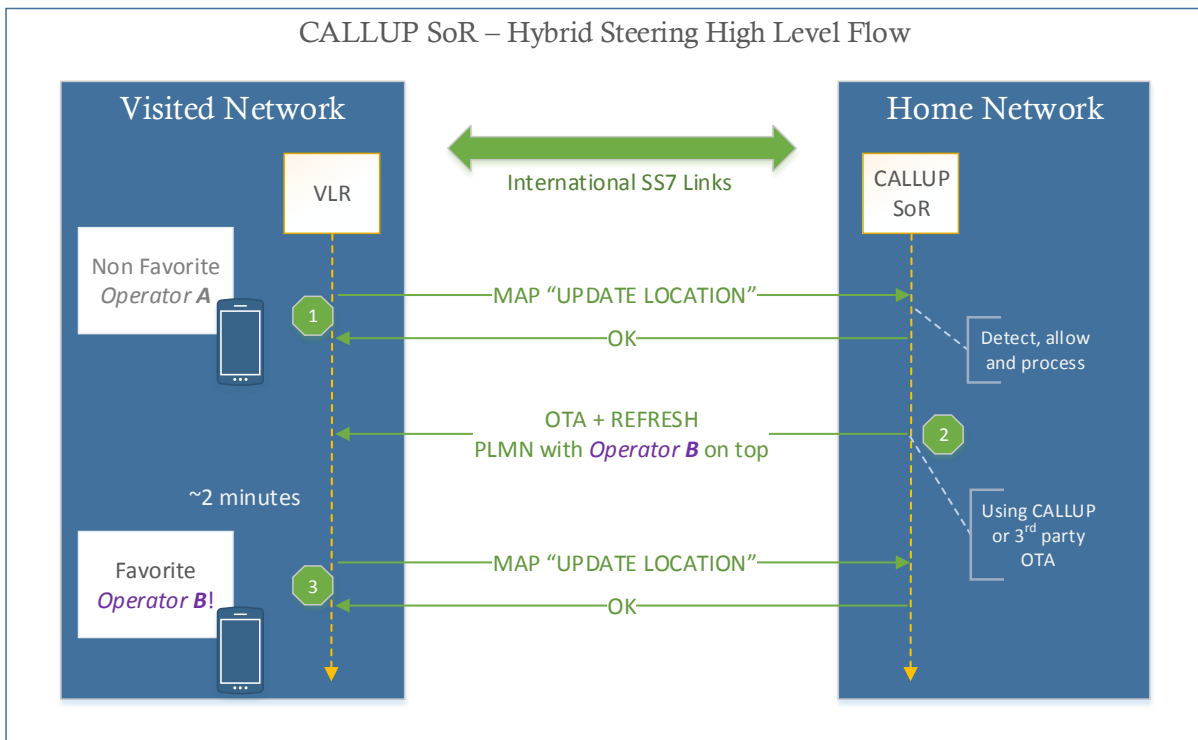 CALLUP SoR – Hybrid Steering High Level Flow
Visited Network
Home Network
International SS7 Links
VLR
CALLUP
SoR
Non Favorite
Operator A
1
MAP “UPDATE LOCATION”
OK
Detect, allow
and process
OTA + REFRESH
PLMN with Operator B on top
2
~2 minutes
Using CALLUP
or 3rd party
OTA
Favorite
Operator B!
3
MAP “UPDATE LOCATION”
OK